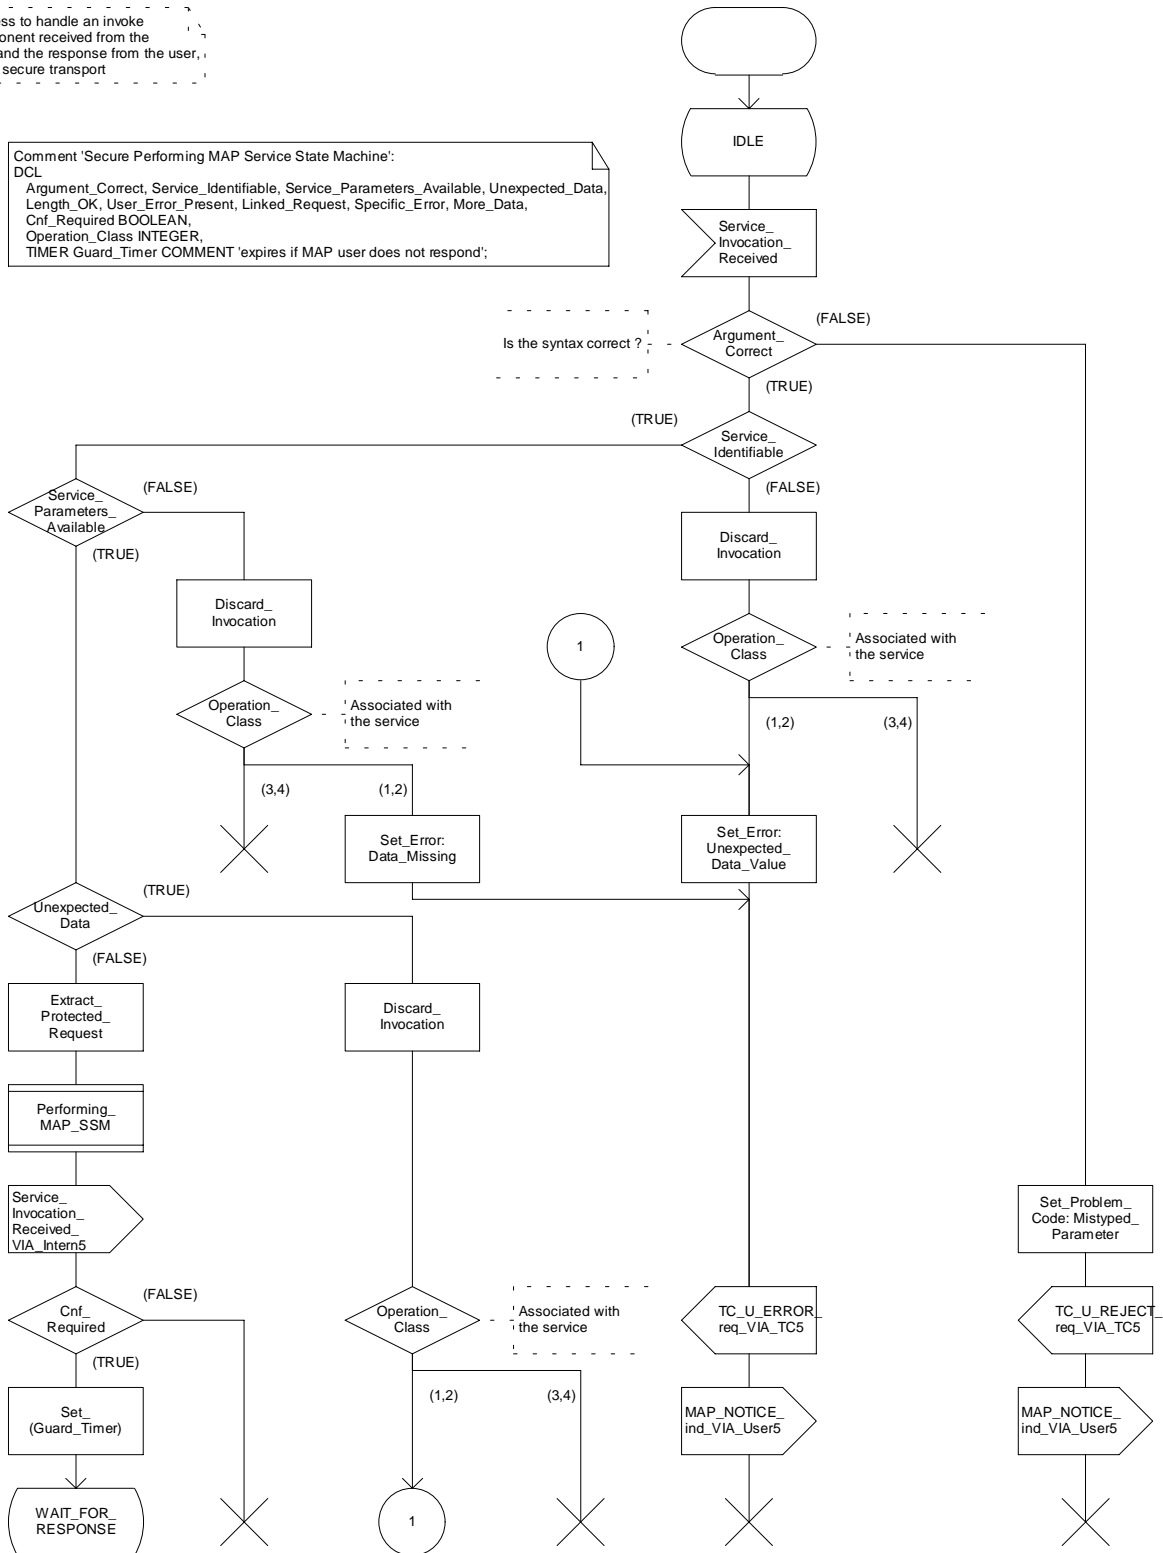 ess to handle an invoke
onent received from the
and the response from the user,
secure transport
IDLE
Comment 'Secure Performing MAP Service State Machine':
DCL
Argument_Correct, Service_Identifiable, Service_Parameters_Available, Unexpected_Data,
Length_OK, User_Error_Present, Linked_Request, Specific_Error, More_Data,
Cnf_Required BOOLEAN,
Operation_Class INTEGER,
TIMER Guard_Timer COMMENT 'expires if MAP user does not respond';
Service_
Invocation_
Received
(FALSE)
Is the syntax correct ?
Argument_
Correct
(TRUE)
(TRUE)
Service_
Identifiable
(FALSE)
(FALSE)
Service_
Parameters_
Available
(TRUE)
Discard_
Invocation
Discard_
Invocation
1
Operation_
Class
Associated with
the service
Operation_
Class
Associated with
the service
(1,2)
(3,4)
(3,4)
(1,2)
Set_Error:
Data_Missing
Set_Error:
Unexpected_
Data_Value
(TRUE)
Unexpected_
Data
(FALSE)
Extract_
Protected_
Request
Discard_
Invocation
Performing_
MAP_SSM
Service_
Invocation_
Received_
VIA_Intern5
Set_Problem_
Code: Mistyped_
Parameter
(FALSE)
Cnf_
Required
(TRUE)
Operation_
Class
Associated with
the service
TC_U_ERROR_
req_VIA_TC5
TC_U_REJECT_
req_VIA_TC5
(1,2)
(3,4)
Set_
(Guard_Timer)
MAP_NOTICE_
ind_VIA_User5
MAP_NOTICE_
ind_VIA_User5
WAIT_FOR_
RESPONSE
1